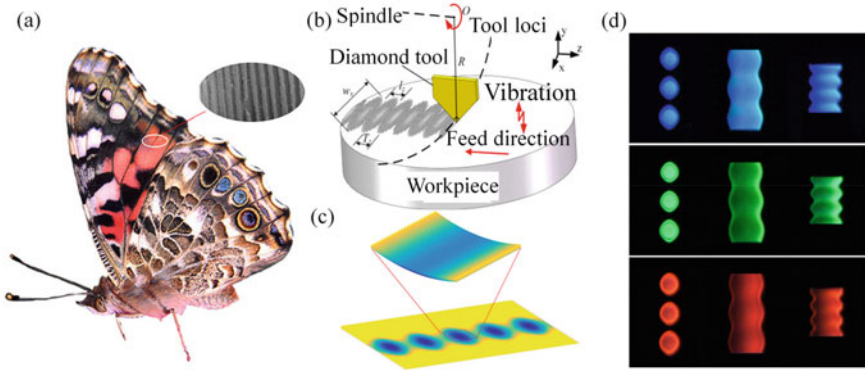 (a)
(b)
Spindle
O
Tool loci
Diamond tool
R
y
z
x
Vibration
Feed direction
Workpiece
(c)
(d)